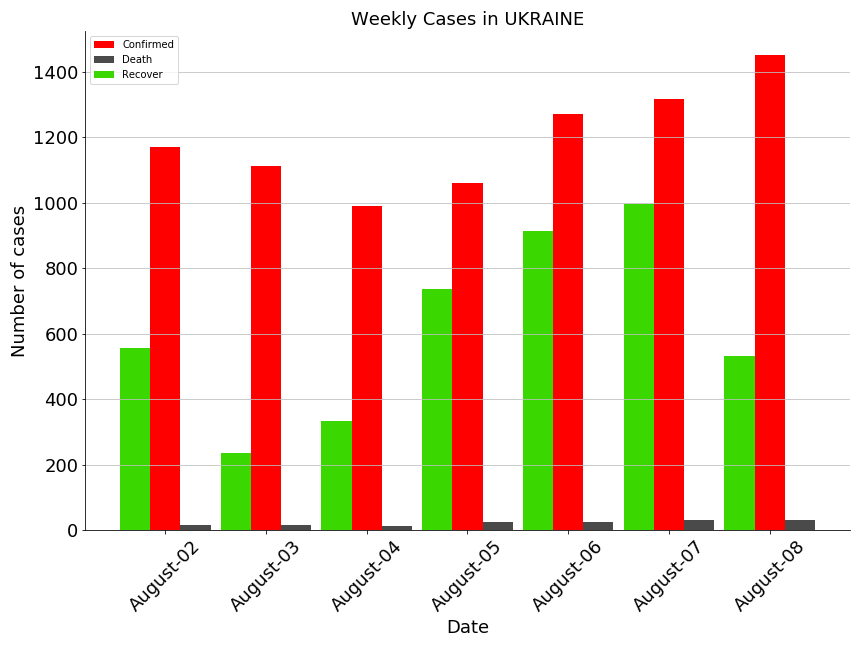 Weekly Cases in UKRAINE
Confirmed
Death
Recover
Number of cases
1400
1200
1000
800
600
400
200
0
August-02
August-03
August-04
August-05
August-06
August-07
August-08
Date